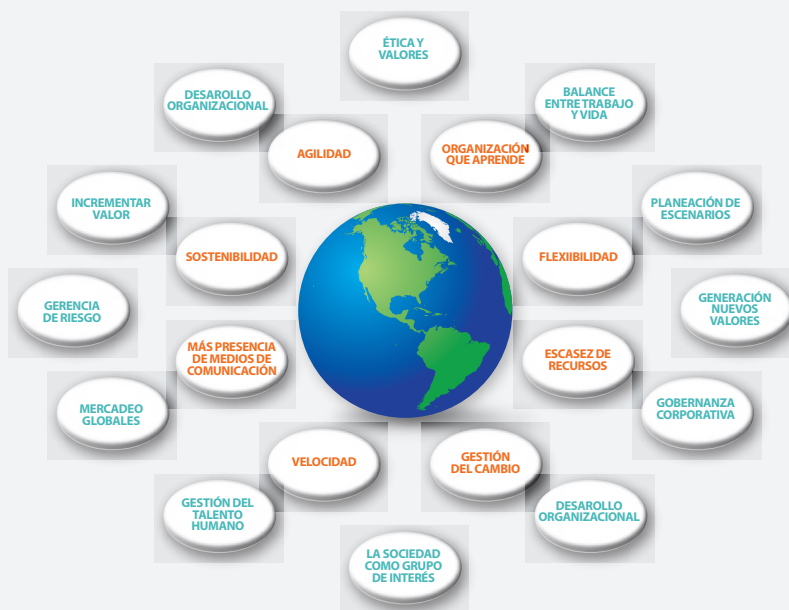 ÉTICA Y
VALORES
DESAROLLO
ORGANIZACIONAL
BALANCE
ENTRE TRABAJO
Y VIDA
AGILIDAD
ORGANIZACIÓN
QUE APRENDE
INCREMENTAR
VALOR
PLANEACIÓN DE
ESCENARIOS
SOSTENIBILIDAD
FLEXIIBILIDAD
GERENCIA
DE RIESGO
GENERACIÓN
NUEVOS
VALORES
MÁS PRESENCIA
DE MEDIOS DE
COMUNICACIÓN
ESCASEZ DE
RECURSOS
MERCADEO
GLOBALES
GOBERNANZA
CORPORATIVA
VELOCIDAD
GESTIÓN
DEL CAMBIO
GESTIÓN DEL
TALENTO
HUMANO
DESAROLLO
ORGANIZACIONAL
LA SOCIEDAD
COMO GRUPO
DE INTERÉS